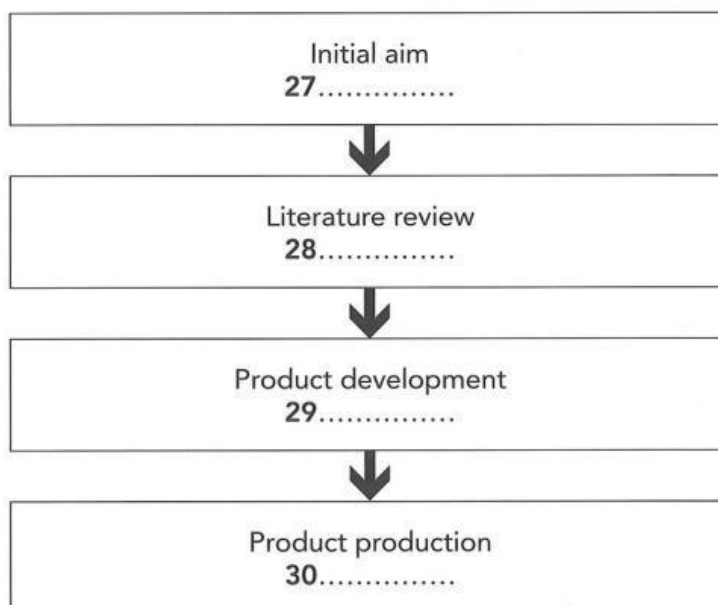 Initial aim
27...............
Literature review
28...............
Product development
29...............
Product production
30...............